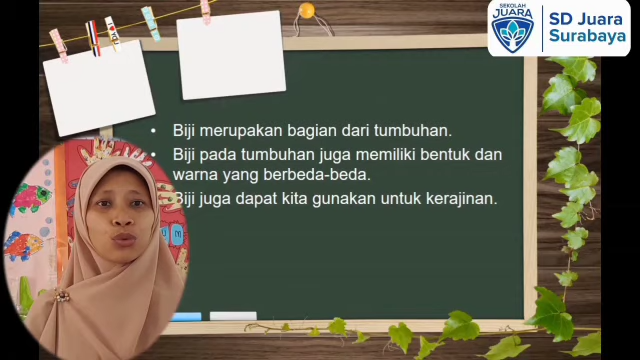 SEKOLAH
JUARA
SD Juara
Surabaya
• Biji merupakan bagian dari tumbuhan.
• Biji pada tumbuhan juga memiliki bentuk dan
warna yang berbeda-beda.
Biji juga dapat kita gunakan untuk kerajinan.